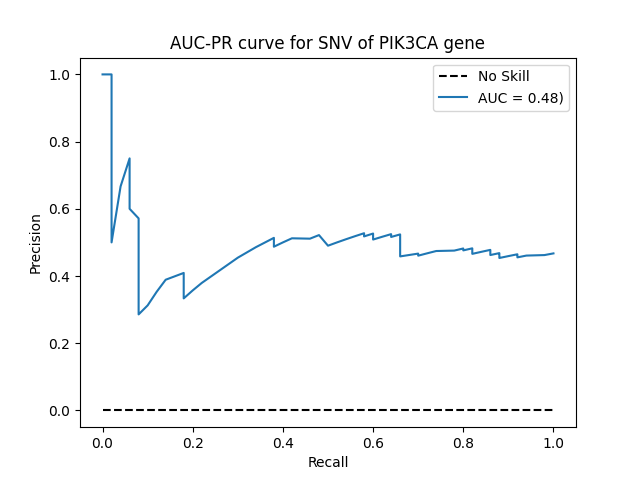 AUC-PR curve for SNV of PIK3CA gene
No Skill
AUC = 0.48)
Precision
1.0
0.8
0.6
0.4
0.2
0.0
0.0 0.2 0.4 0.6 0.8 1.0
Recall